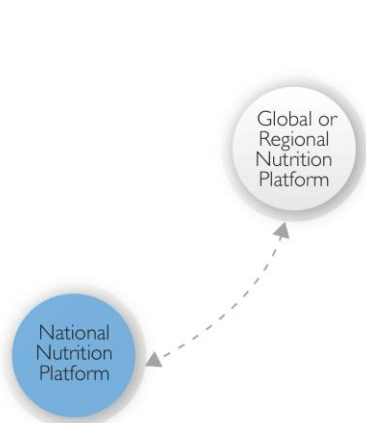 Global or
Regional
Nutrition
Platform
National
Nutrition
Platform